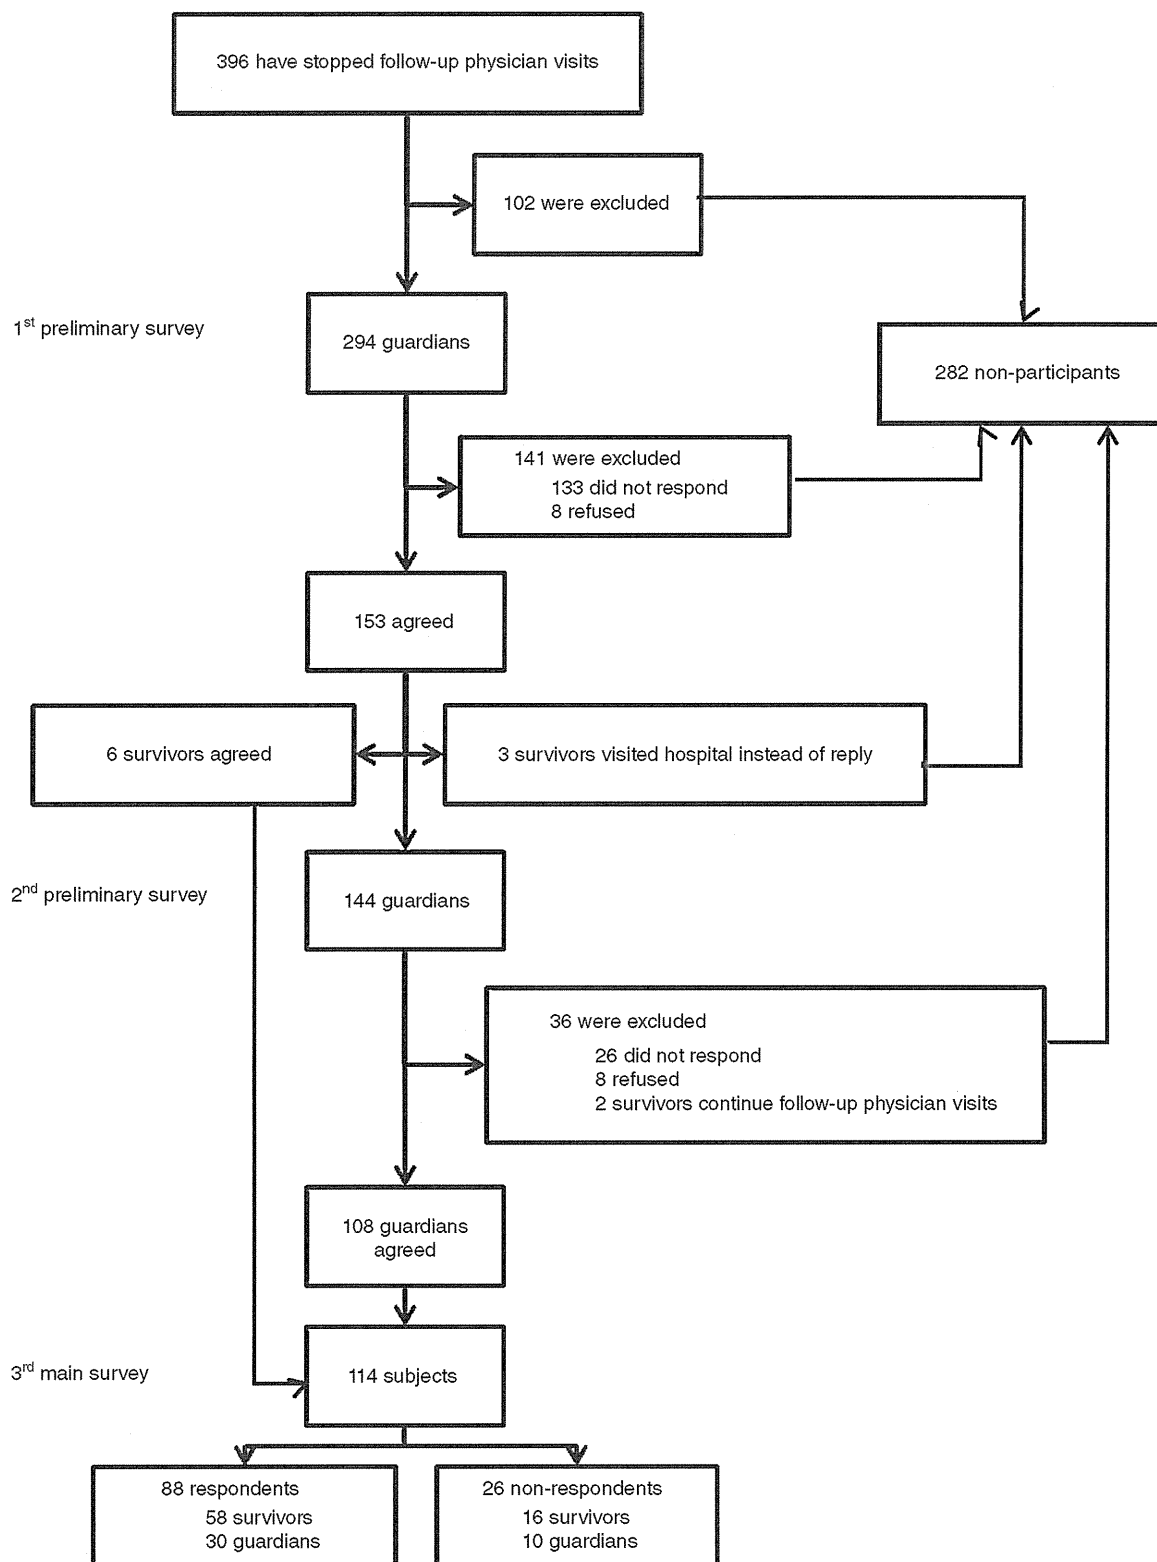 396 have stopped follow-up physician visits
102 were excluded
1st preliminary survey
294 guardians
282 non-participants
141 were excluded
133 did not respond
8 refused
153 agreed
6 survivors agreed
3 survivors visited hospital instead of reply
2nd preliminary survey
144 guardians
36 were excluded
26 did not respond
8 refused
2 survivors continue follow-up physician visits
108 guardians
agreed
3rd main survey
114 subjects
88 respondents
58 survivors
30 guardians
26 non-respondents
16 survivors
10 guardians